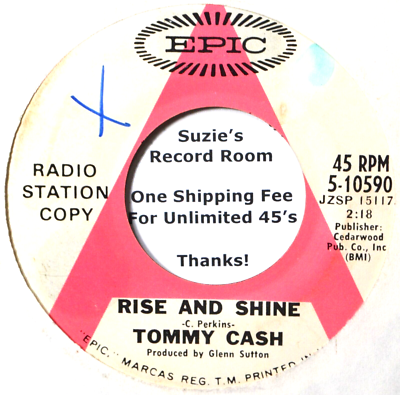 EPIC
RADIO
STATION
COPY
Suzie's
Record Room
One Shipping Fee
For Unlimited 45's
Thanks!
45 RPM
5-10590
JZSP 15117
2:18
Publisher:
Cedarwood
Pub. Co., Inc
(BMI)
RISE AND SHINE
-C. Perkins-
TOMMY CASH
Produced by Glenn Sutton
"EPIC," MARCAS REG. T.M. PRINTED IN